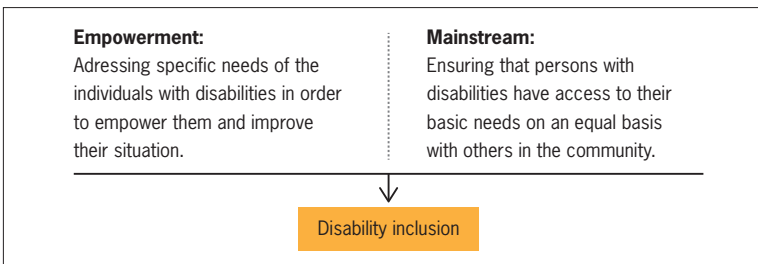 Empowerment:
Adressing specific needs of the
individuals with disabilities in order
to empower them and improve
their situation.
Mainstream:
Ensuring that persons with
disabilities have access to their
basic needs on an equal basis
with others in the community.
Disability inclusion